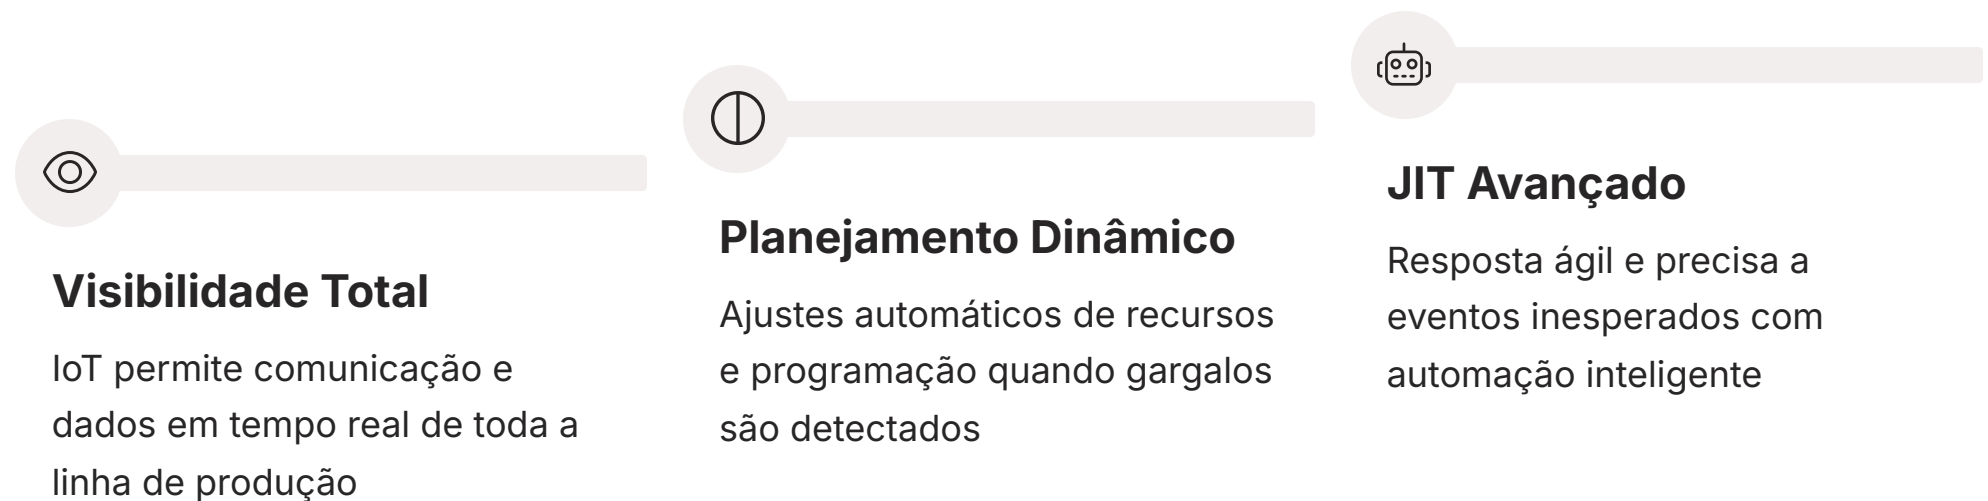 Visibilidade Total
IoT permite comunicação e
dados em tempo real de toda a
linha de produção
Planejamento Dinâmico
Ajustes automáticos de recursos
e programação quando gargalos
são detectados
JIT Avançado
Resposta ágil e precisa a
eventos inesperados com
automação inteligente